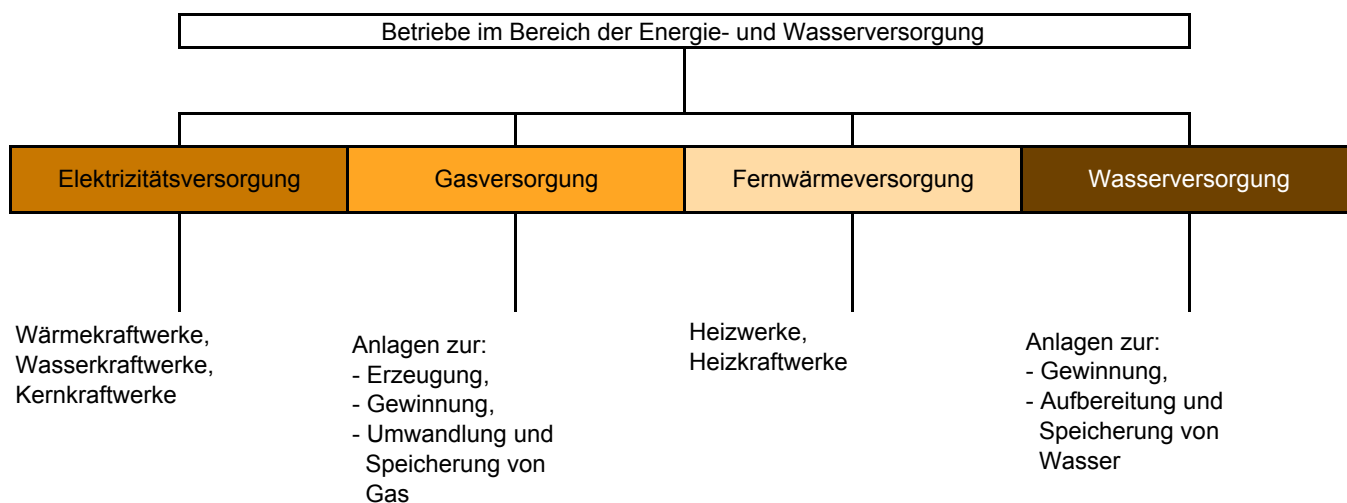 Betriebe im Bereich der Energie- und Wasserversorgung
Elektrizitätsversorgung
Gasversorgung
Fernwärmeversorgung
Wasserversorgung
Wärmekraftwerke,
Wasserkraftwerke,
Kernkraftwerke
Anlagen zur:
- Erzeugung,
- Gewinnung,
- Umwandlung und
Speicherung von
Gas
Heizwerke,
Heizkraftwerke
Anlagen zur:
- Gewinnung,
- Aufbereitung und
Speicherung von
Wasser